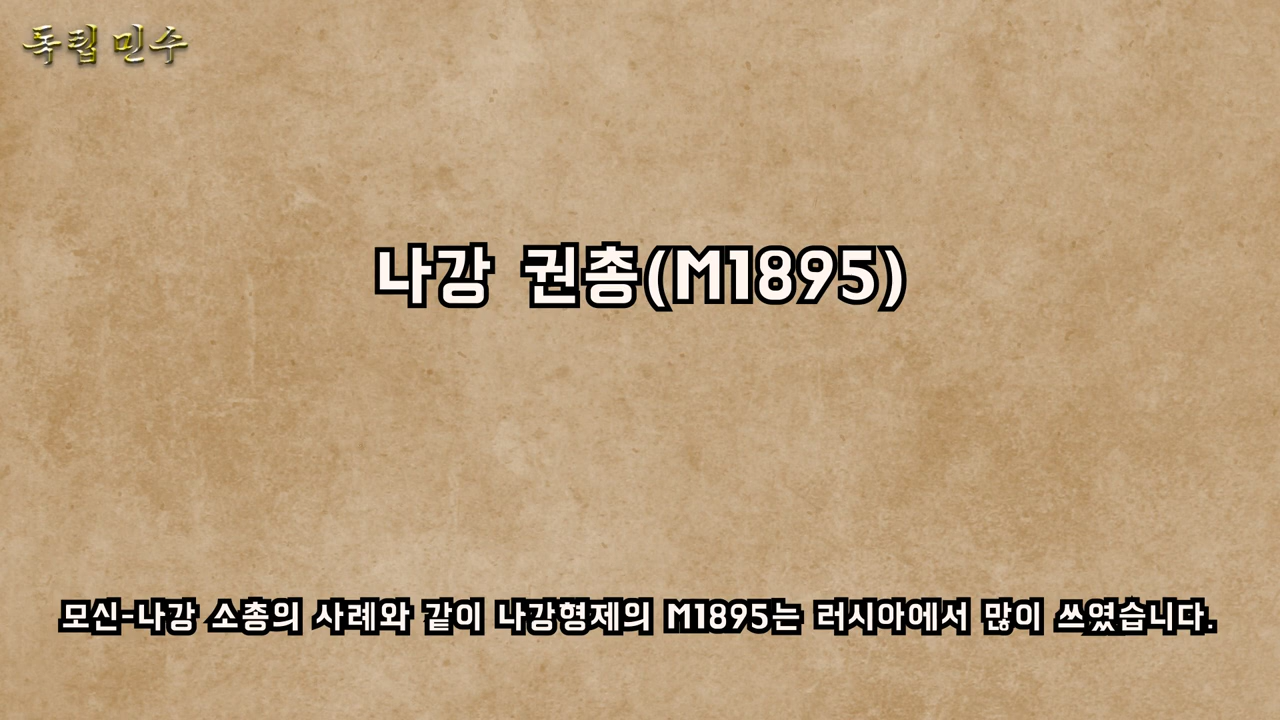 독립 민수
나강 권총(M1895)
모신-나강 소총의 사례와 같이 나강형제의 M1895는 러시아에서 많이 쓰였습니다.